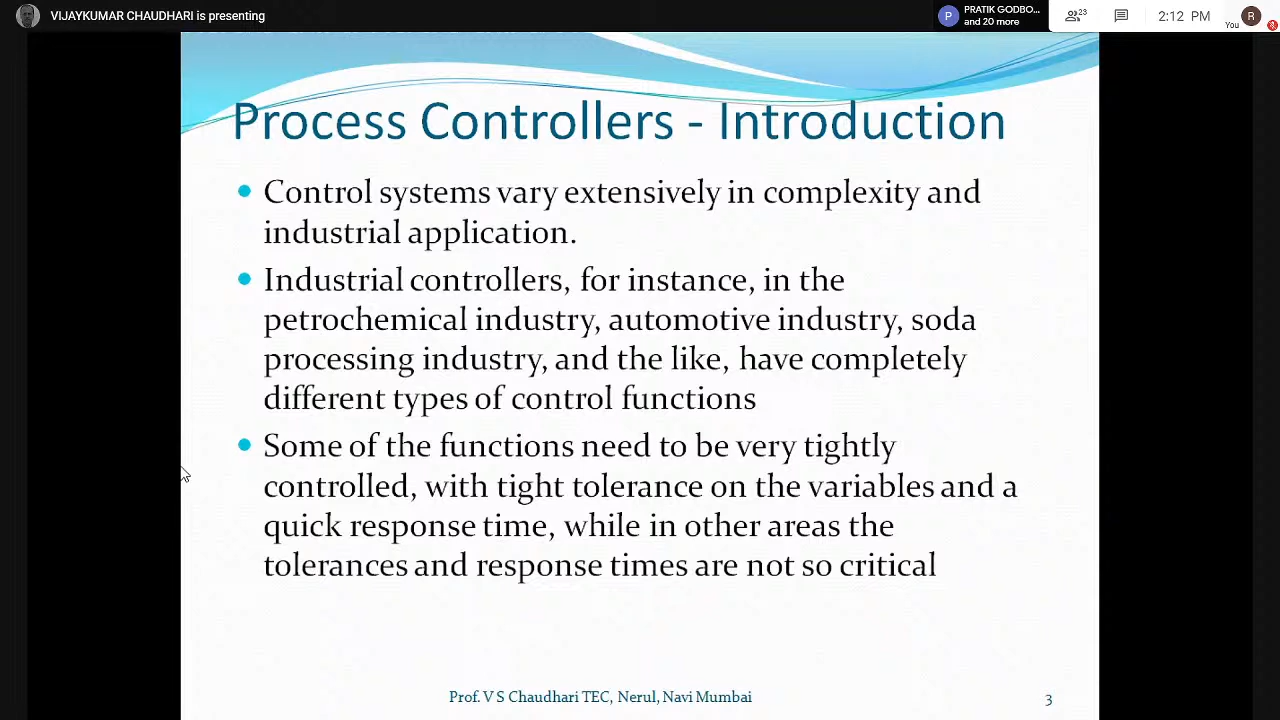 VIJAYKUMAR CHAUDHARI is presenting
P
PRATIK GODBO...
and 20 more
23
2:12 PM
You
R
Process Controllers - Introduction
Control systems vary extensively in complexity and
industrial application.
Industrial controllers, for instance, in the
petrochemical industry, automotive industry, soda
processing industry, and the like, have completely
different types of control functions
Some of the functions need to be very tightly
controlled, with tight tolerance on the variables and a
quick response time, while in other areas the
tolerances and response times are not so critical
Prof. V S Chaudhari TEC, Nerul, Navi Mumbai
3